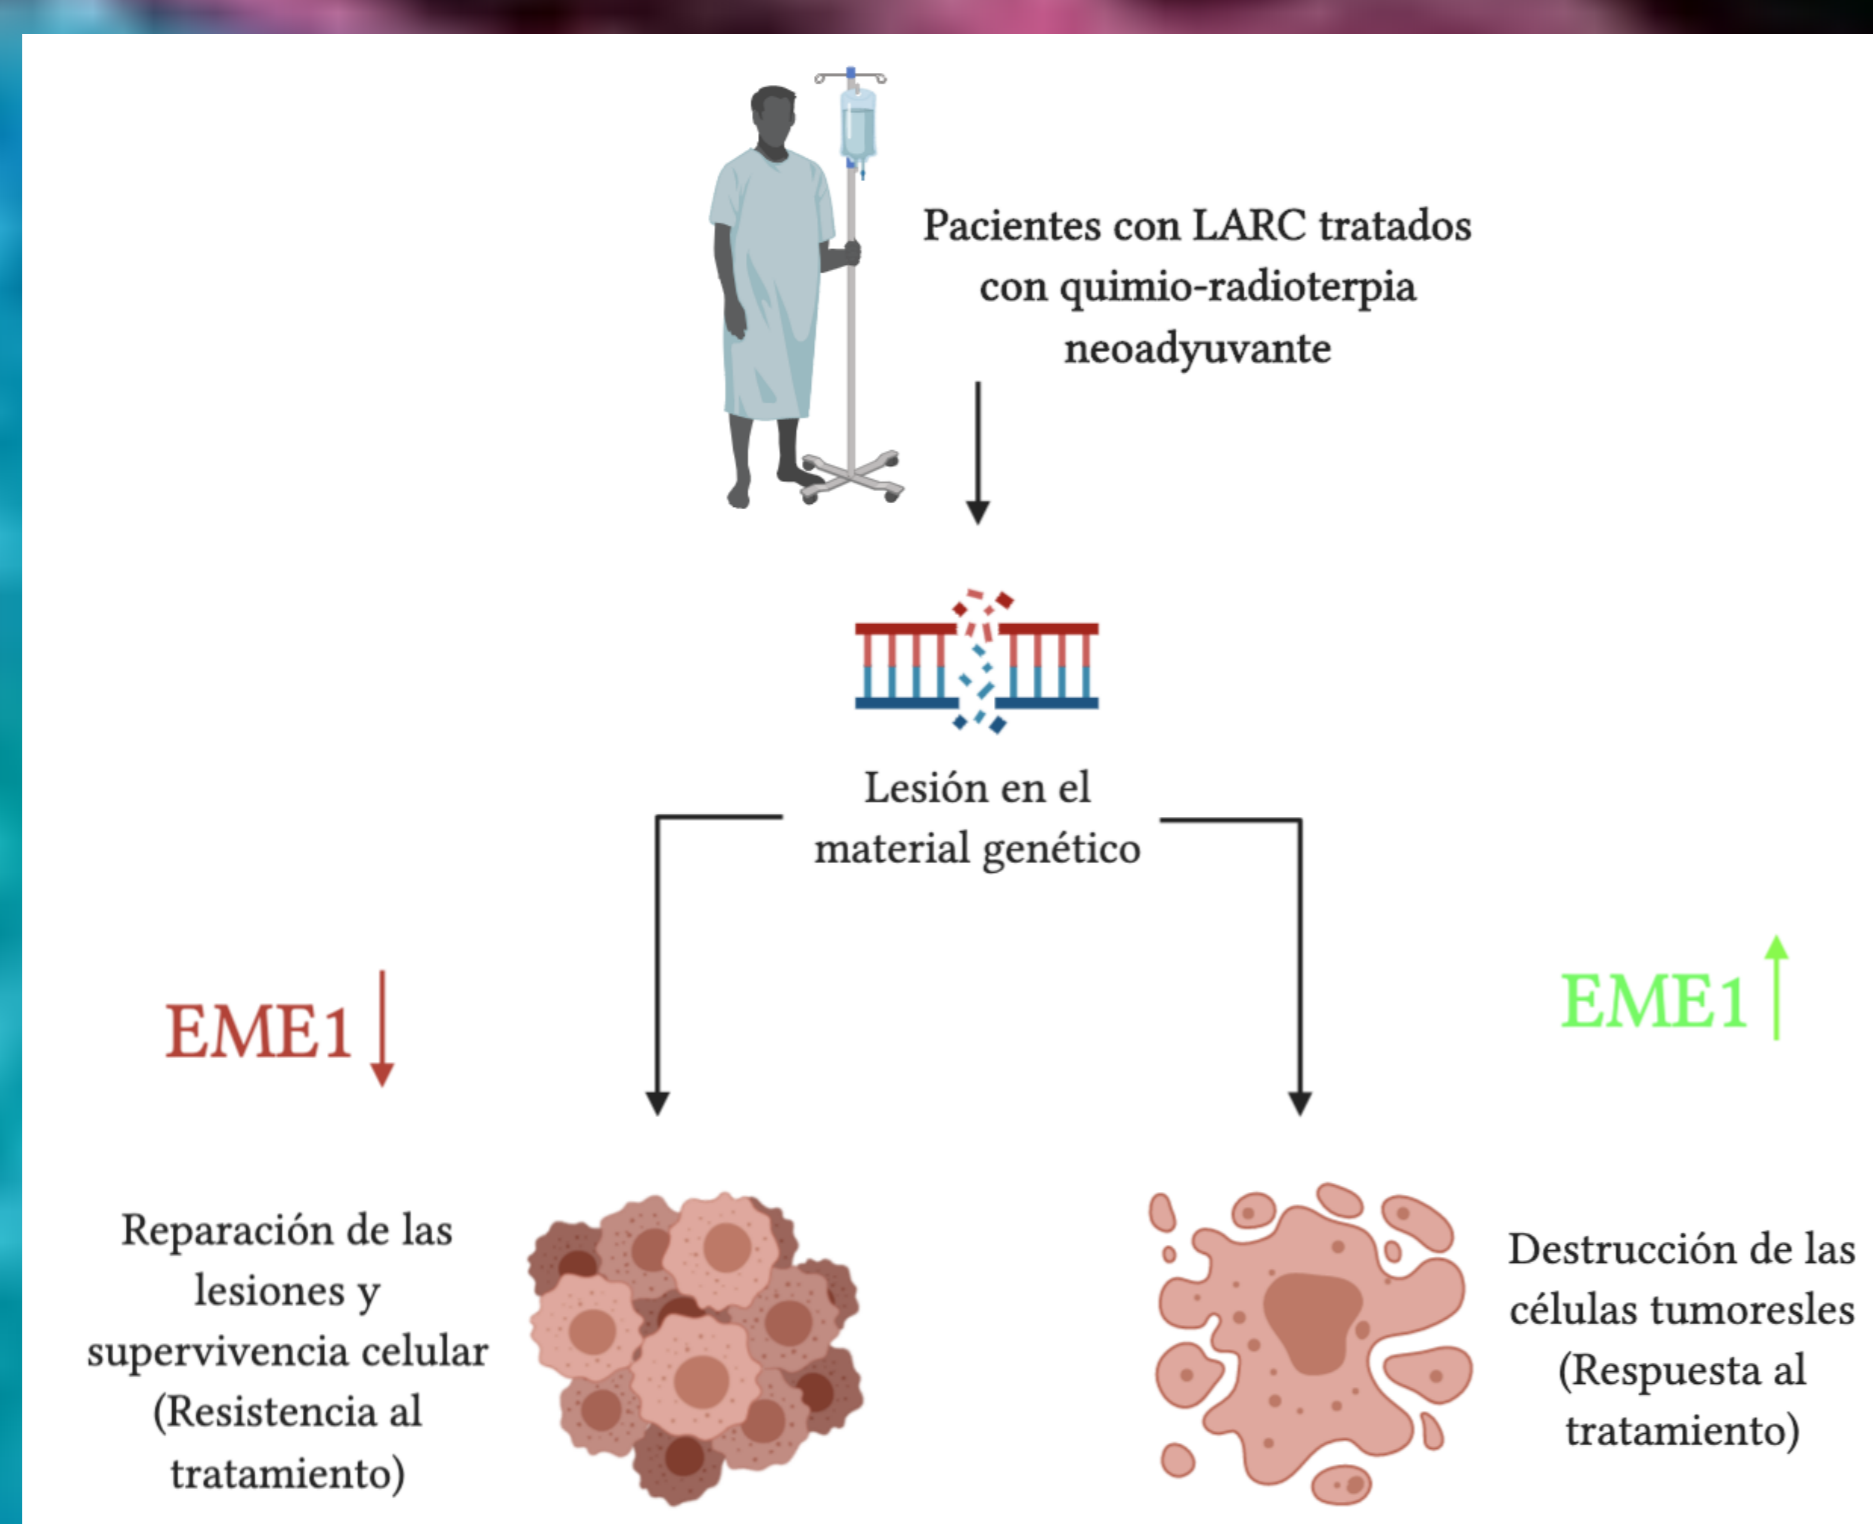 Pacientes con LARC tratados
con quimio-radioterpia
neoadyuvante
Lesión en el
material genético
EME1
EME1
Reparación de las
lesiones y
supervivencia celular
(Resistencia al
tratamiento)
Destrucción de las
células tumoresles
(Respuesta al
tratamiento)